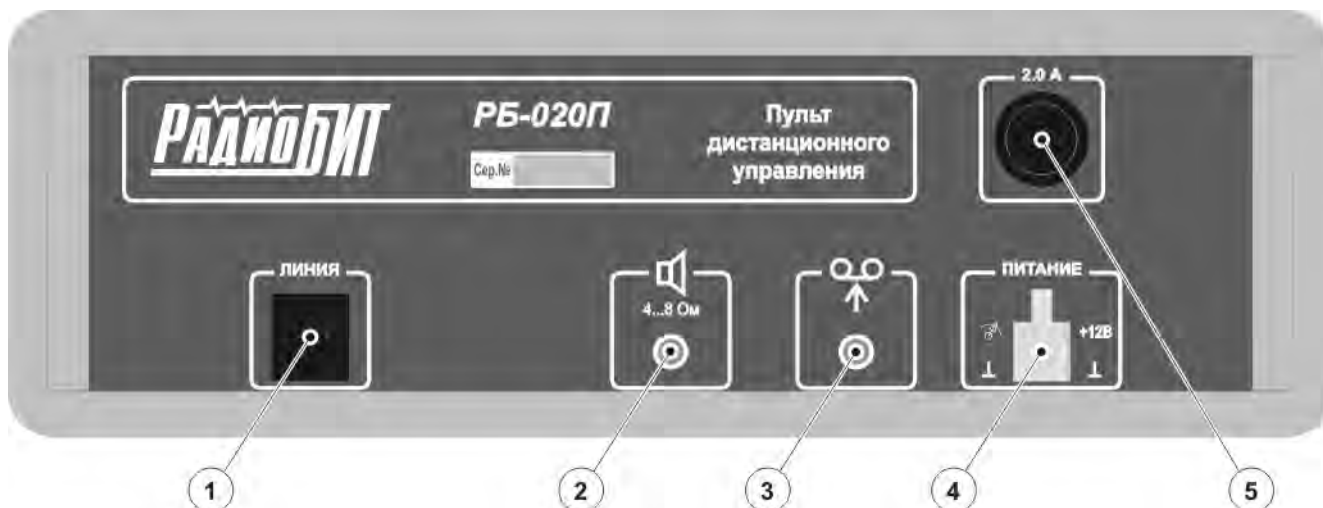 РАДИОБИТ
РБ-020П
Сер.№
Пульт
дистанционного
управления
2.0 А
ЛИНИЯ
4...8 Ом
ПИТАНИЕ
+12В
1
2
3
4
5